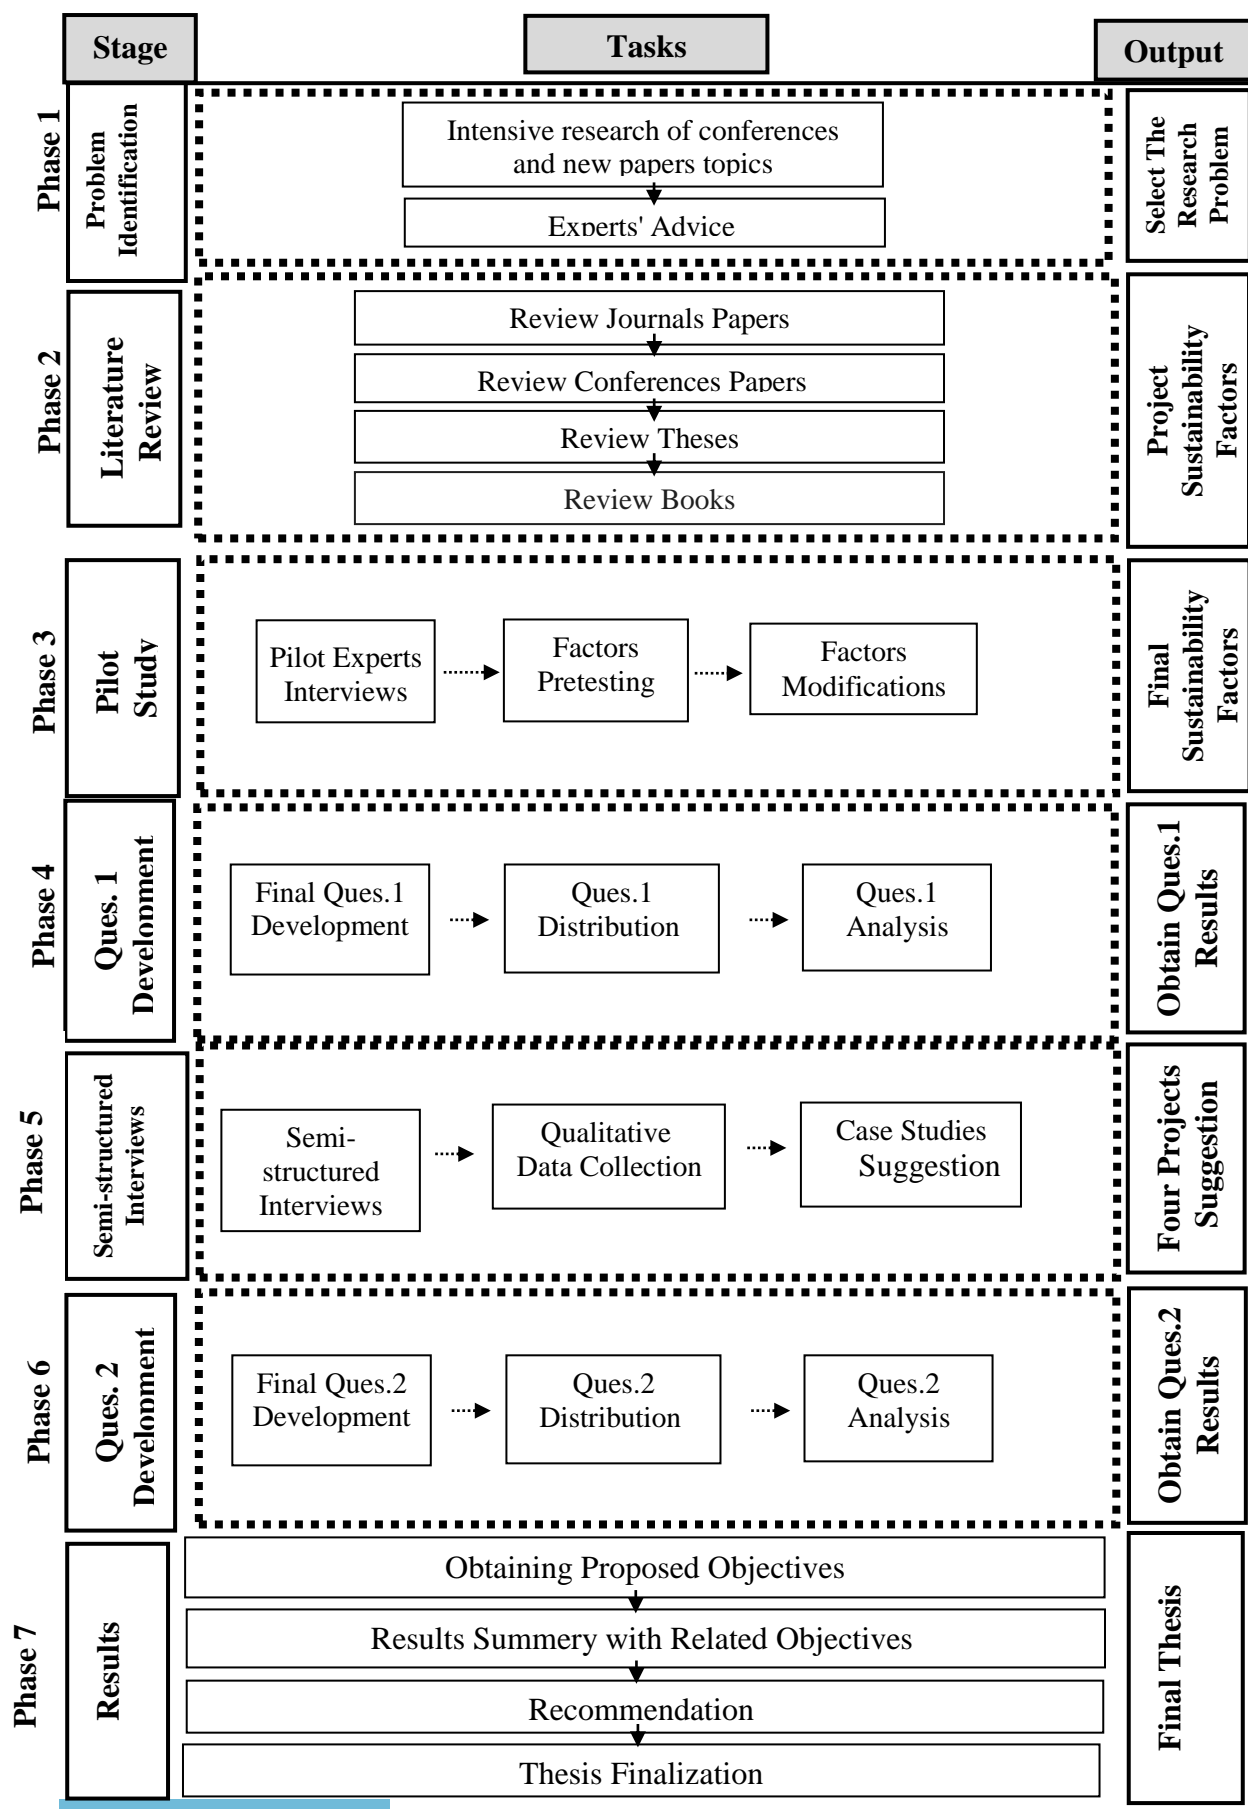 Stage
Tasks
Output
Phase 1
Problem
Identification
Intensive research of conferences
and new papers topics
Experts' Advice
Select The
Research
Problem
Phase 2
Literature
Review
Review Journals Papers
Review Conferences Papers
Review Theses
Review Books
Project
Sustainability
Factors
Phase 3
Pilot
Study
Pilot Experts
Interviews
Factors
Pretesting
Factors
Modifications
Final
Sustainability
Factors
Phase 4
Ques. 1
Development
Final Ques.1
Development
Ques.1
Distribution
Ques.1
Analysis
Obtain Ques.1
Results
Phase 5
Semi-structured
Interviews
Semi-
structured
Interviews
Qualitative
Data Collection
Case Studies
Suggestion
Four Projects
Suggestion
Phase 6
Ques. 2
Development
Final Ques.2
Development
Ques.2
Distribution
Ques.2
Analysis
Obtain Ques.2
Results
Phase 7
Results
Obtaining Proposed Objectives
Results Summery with Related Objectives
Recommendation
Thesis Finalization
Final Thesis